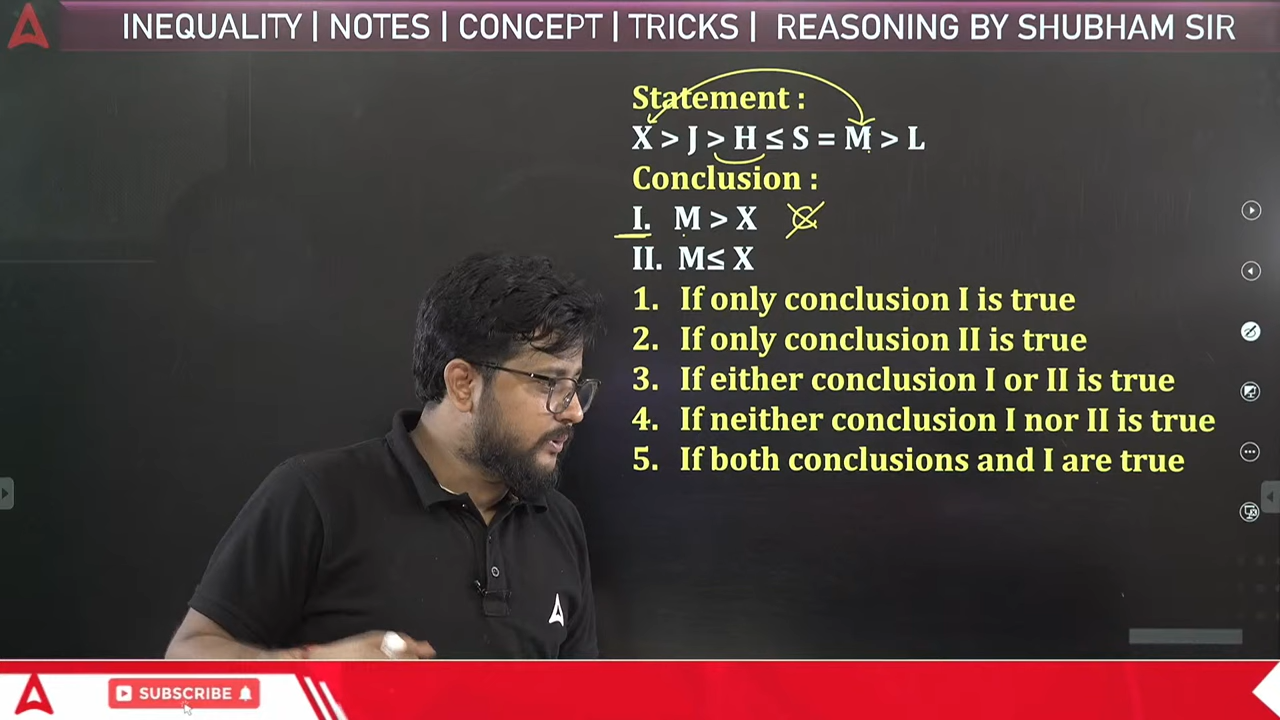 INEQUALITY | NOTES | CONCEPT | TRICKS | REASONING BY SHUBHAM SIR
Statement :
X > J > H ≤ S = M > L
Conclusion :
I. M > X
II. M≤ X
1. If only conclusion I is true
2. If only conclusion II is true
3. If either conclusion I or II is true
4. If neither conclusion I nor II is true
5. If both conclusions and I are true
SUBSCRIBE